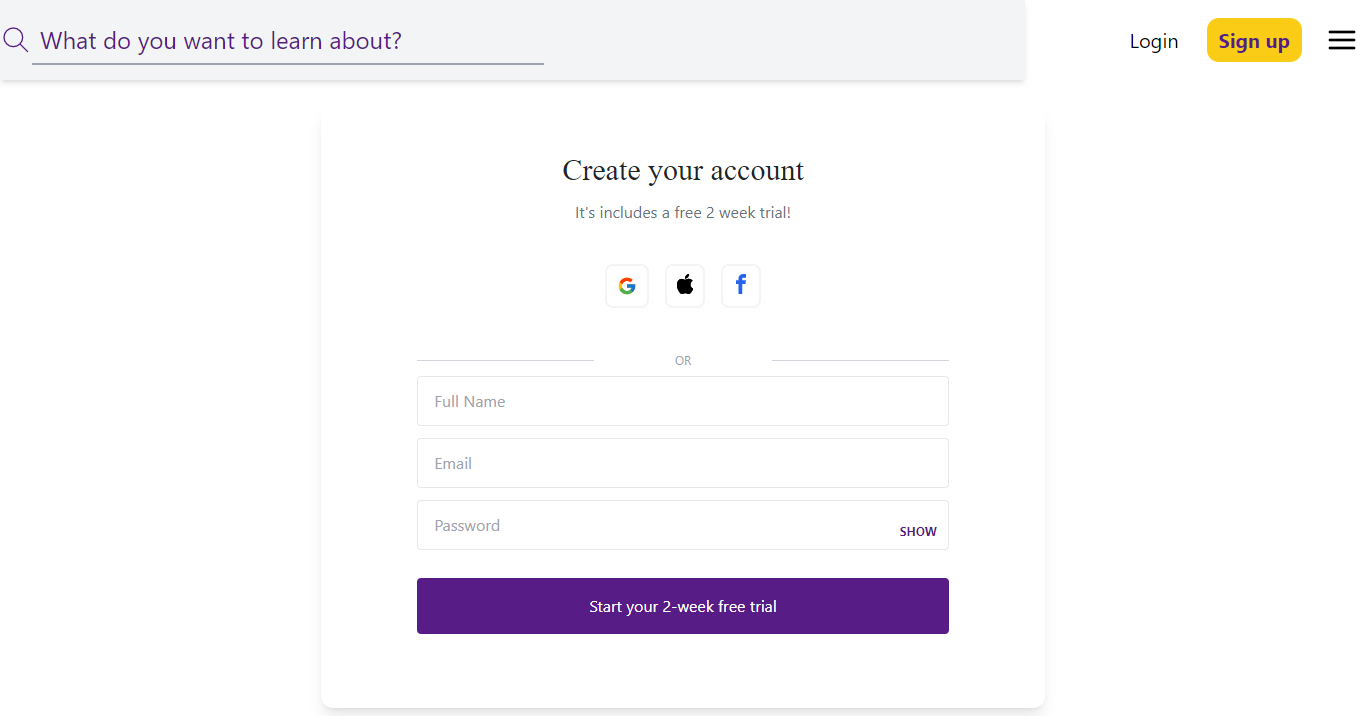 What do you want to learn about?
Login
Sign up
Create your account
It's includes a free 2 week trial!
OR
Full Name
Email
Password
SHOW
Start your 2-week free trial